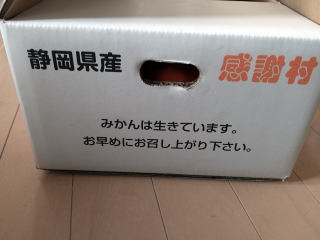 静岡県産
感謝村
みかんは生きています。
お早めにお召し上がり下さい。